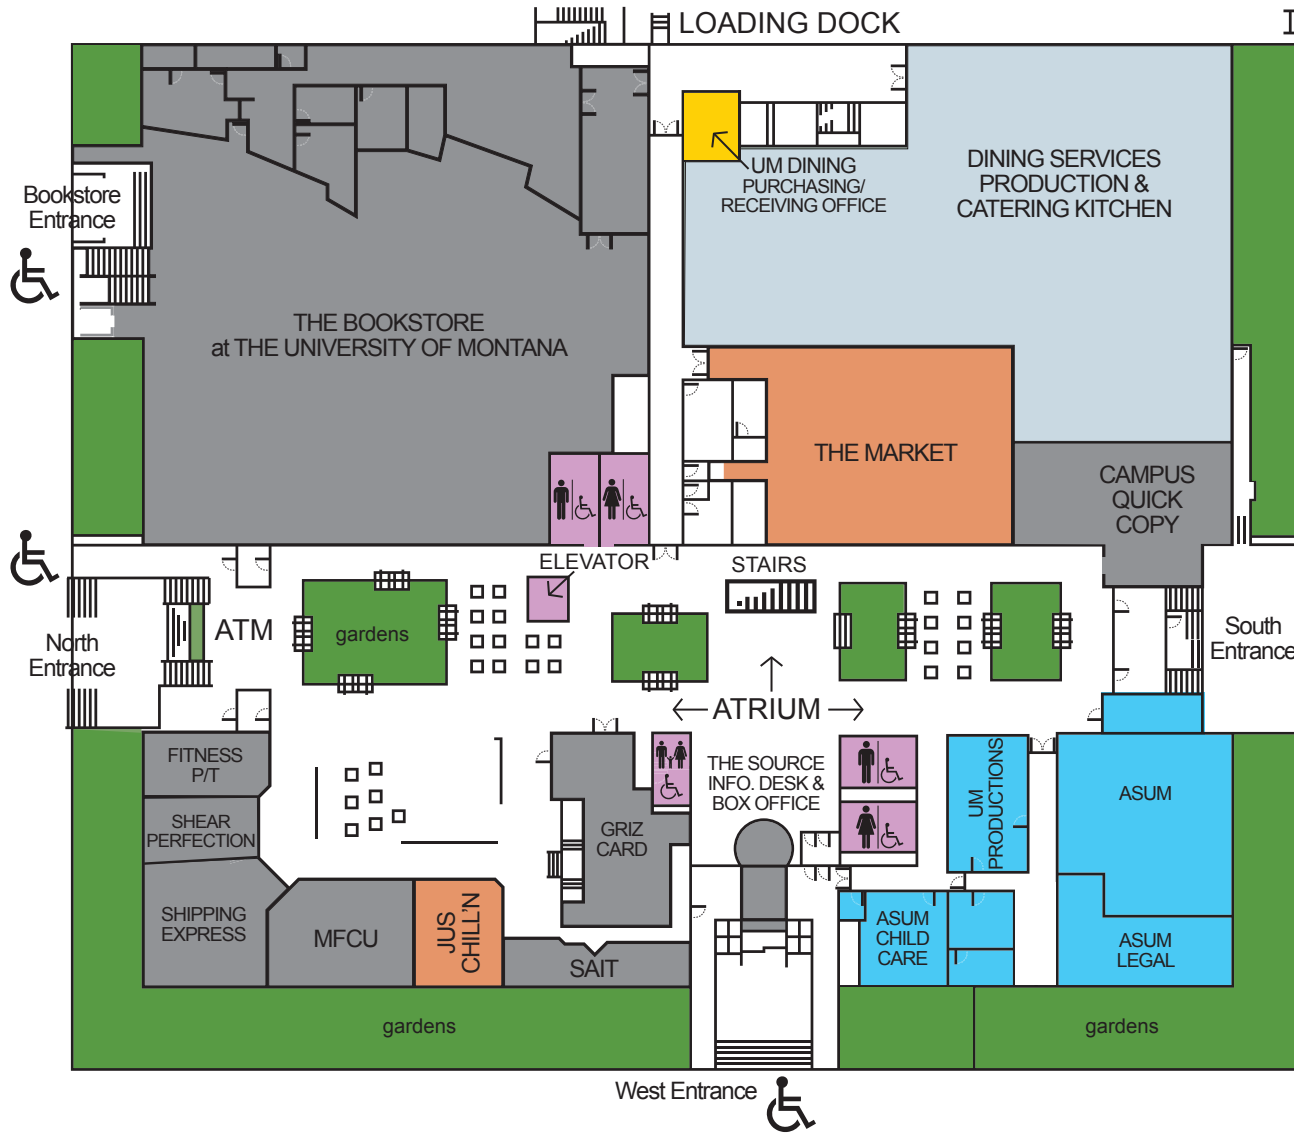 LOADING DOCK
UM DINING
PURCHASING/
RECEIVING OFFICE
DINING SERVICES
PRODUCTION &
CATERING KITCHEN
Bookstore
Entrance
THE BOOKSTORE
at THE UNIVERSITY OF MONTANA
THE MARKET
CAMPUS
QUICK
COPY
ELEVATOR
STAIRS
North
Entrance
ATM
gardens
South
Entrance
ATRIUM
FITNESS
P/T
SHEAR
PERFECTION
SHIPPING
EXPRESS
MFCU
JUS
CHILL'N
SAIT
GRIZ
CARD
THE SOURCE
INFO. DESK &
BOX OFFICE
UM
PRODUCTIONS
ASUM
ASUM
CHILD
CARE
ASUM
LEGAL
gardens
gardens
West Entrance